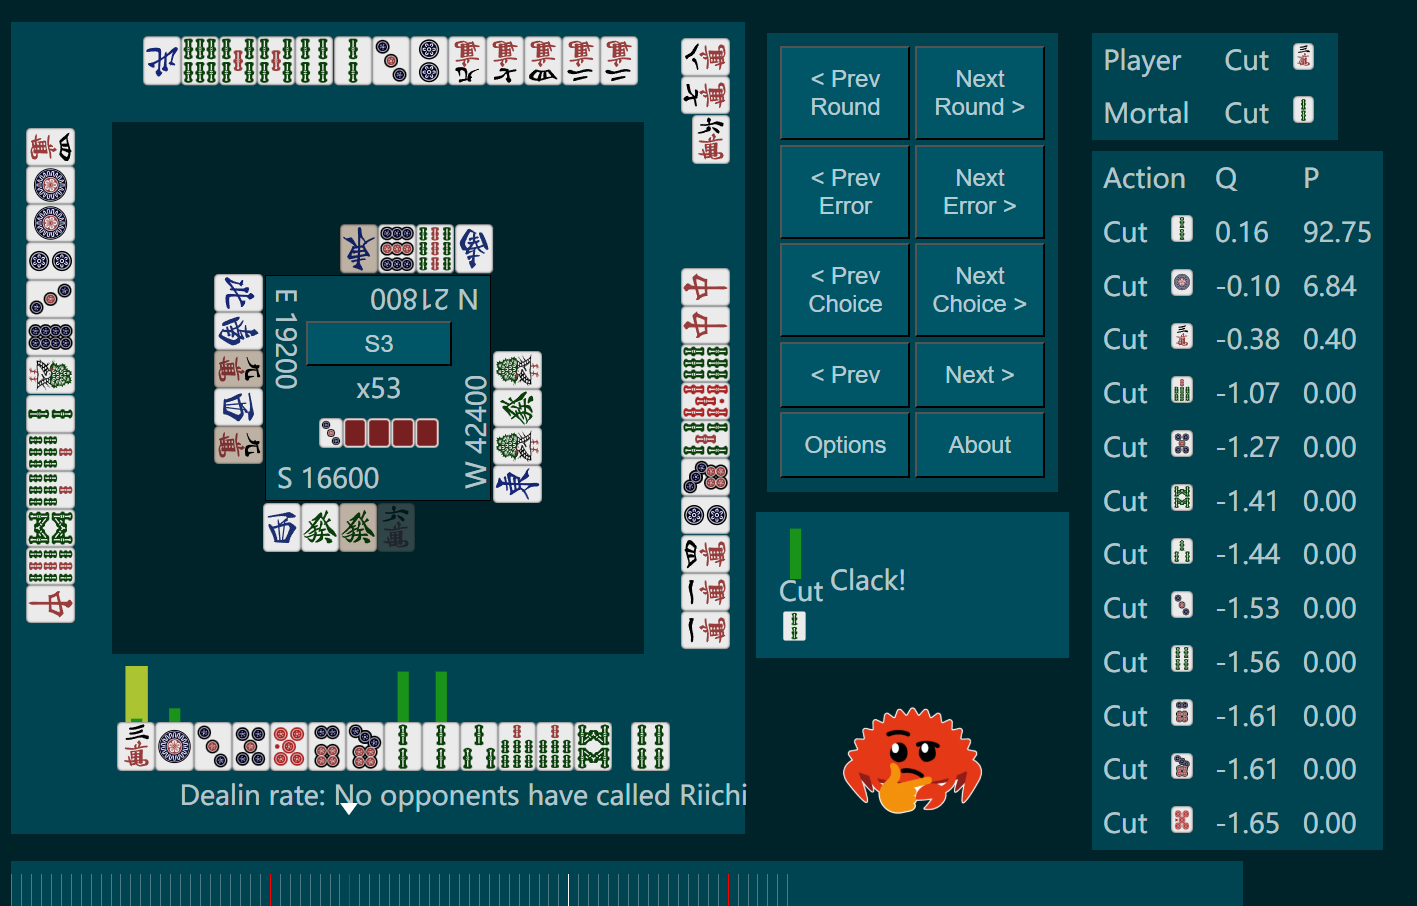 < Prev Round
Next Round >
< Prev Error
Next Error >
< Prev Choice
Next Choice >
< Prev
Next >
Options
About
Player Cut
Mortal Cut
Action Q P
Cut 0.16 92.75
Cut -0.10 6.84
Cut -0.38 0.40
Cut -1.07 0.00
Cut -1.27 0.00
Cut -1.41 0.00
Cut -1.44 0.00
Cut -1.53 0.00
Cut -1.56 0.00
Cut -1.61 0.00
Cut -1.61 0.00
Cut -1.65 0.00
N 21800
E 19200
S3
x53
W 42400
S 16600
Cut
Clack!
Dealin rate: No opponents have called Riichi